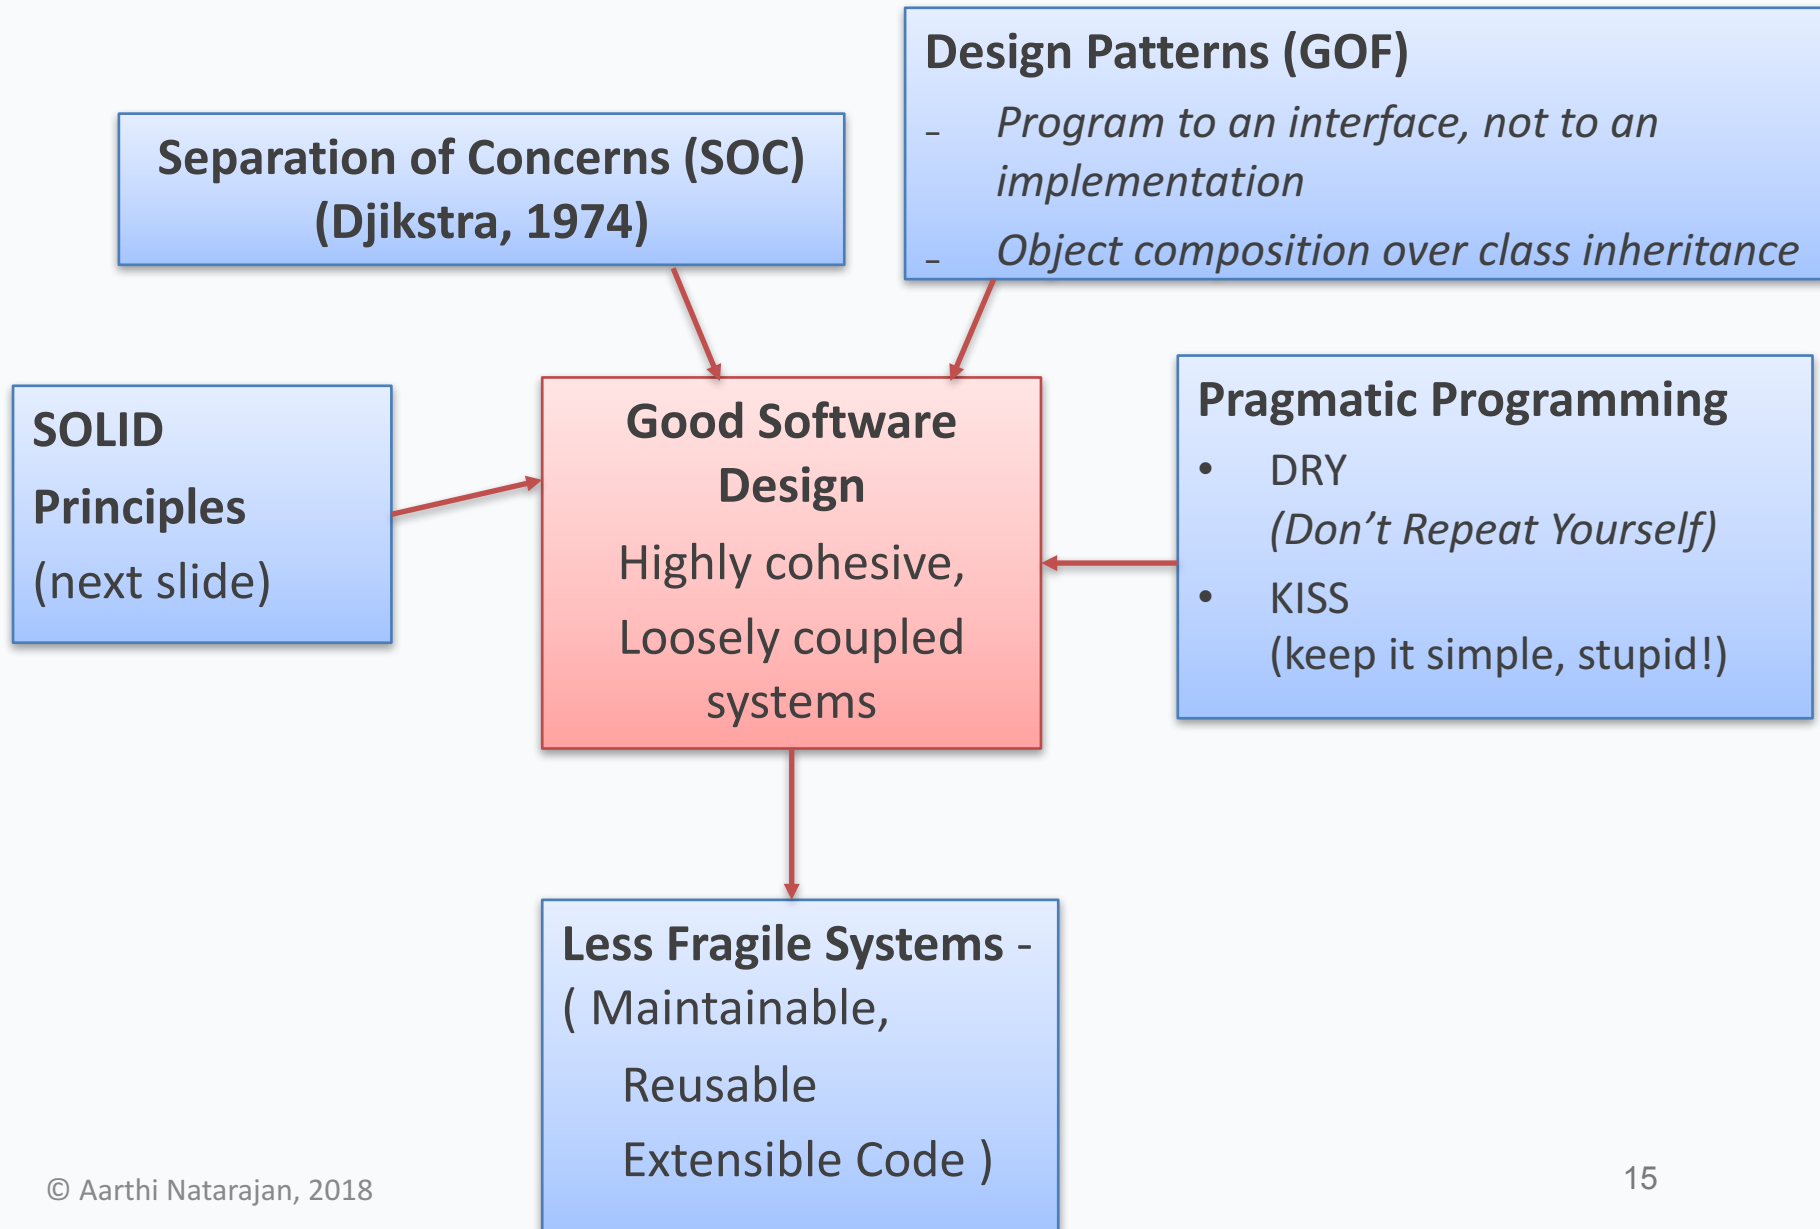 Separation of Concerns (SOC)
(Djikstra, 1974)
Design Patterns (GOF)
- Program to an interface, not to an
implementation
- Object composition over class inheritance
SOLID
Principles
(next slide)
Good Software
Design
Highly cohesive,
Loosely coupled
systems
Pragmatic Programming
• DRY
(Don’t Repeat Yourself)
• KISS
(keep it simple, stupid!)
Less Fragile Systems -
( Maintainable,
Reusable
Extensible Code )
© Aarthi Natarajan, 2018
15